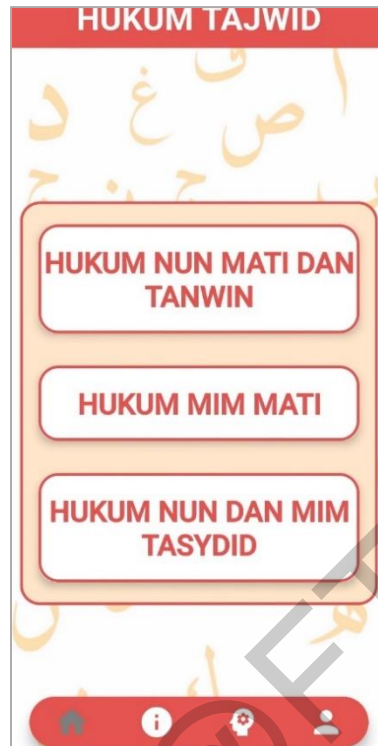 HUKUM TAJWID
HUKUM NUN MATI DAN
TANWIN
HUKUM MIM MATI
HUKUM NUN DAN MIM
TASYDID